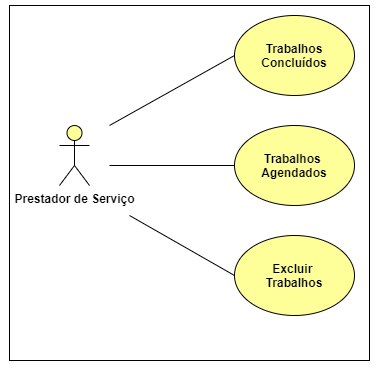 Trabalhos
Concluídos
Trabalhos
Agendados
Prestador de Serviço
Excluir
Trabalhos